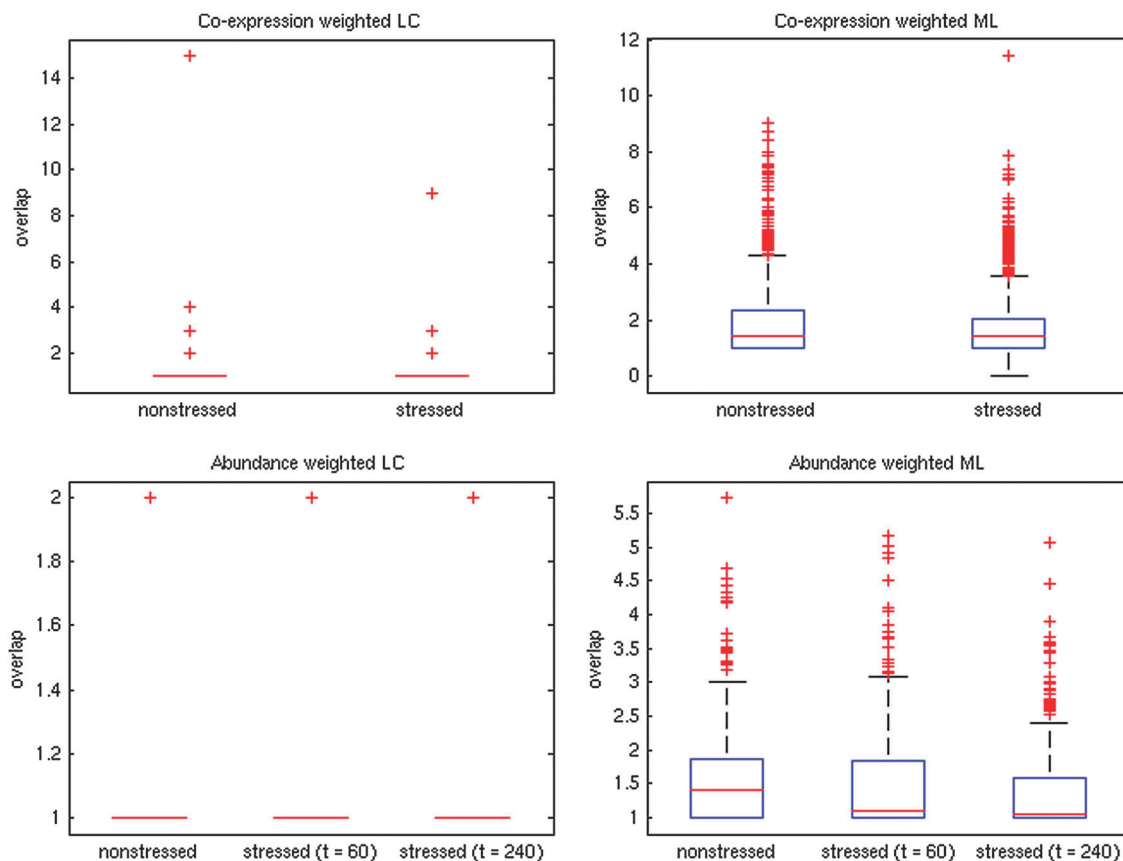 Co-expression weighted LC
14
12
10
8
6
4
2
overlap
nonstressed stressed
Co-expression weighted ML
12
10
8
6
4
2
0
overlap
nonstressed stressed
Abundance weighted LC
2
1.8
1.6
1.4
1.2
1
overlap
nonstressed stressed (t = 60) stressed (t = 240)
Abundance weighted ML
5.5
5
4.5
4
3.5
3
2.5
2
1.5
1
overlap
nonstressed stressed (t = 60) stressed (t = 240)